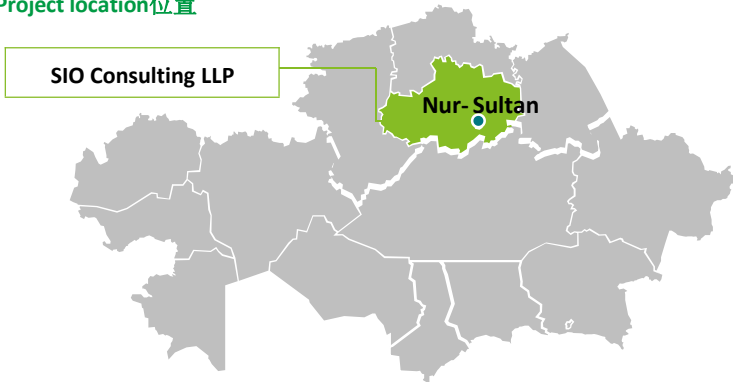 Project location位置
SIO Consulting LLP
Nur- Sultan